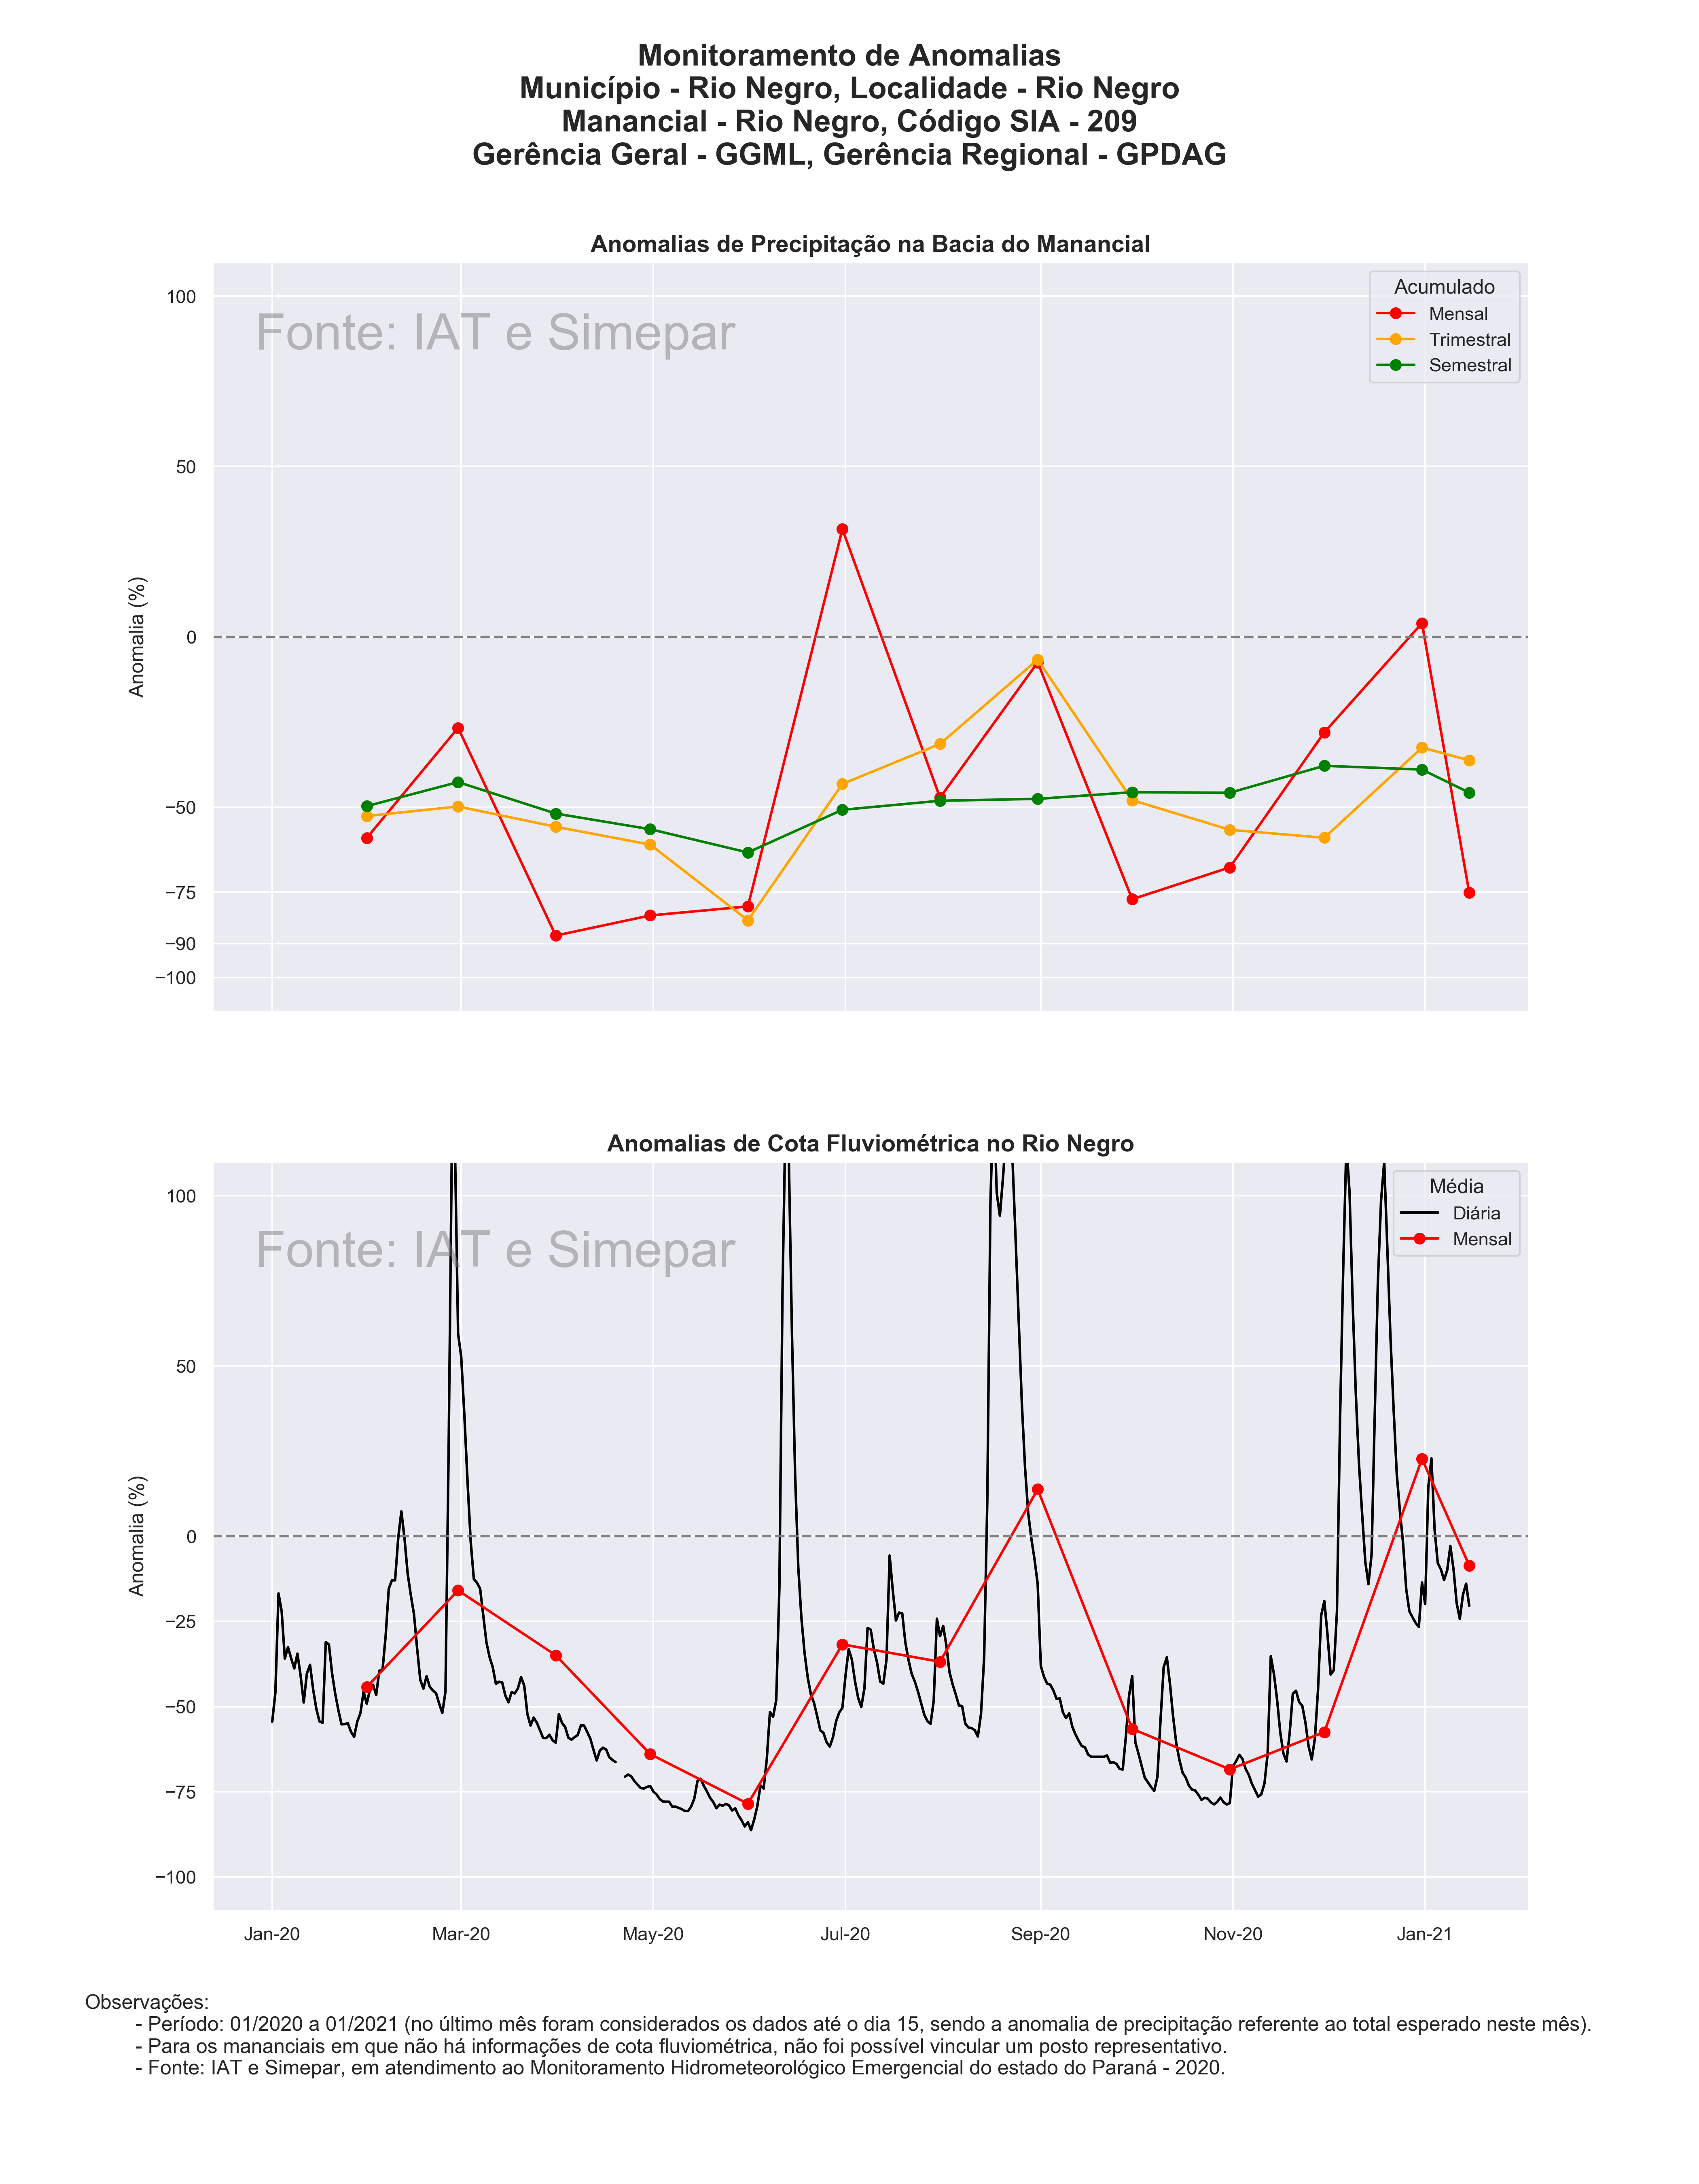 Monitoramento de Anomalias
Município - Rio Negro, Localidade - Rio Negro
Manancial - Rio Negro, Código SIA - 209
Gerência Geral - GGML, Gerência Regional - GPDAG
Anomalias de Precipitação na Bacia do Manancial
Fonte: IAT e Simepar
Acumulado
Mensal
Trimestral
Semestral
Anomalia (%)
100
50
0
−50
−75
−90
−100
Anomalias de Cota Fluviométrica no Rio Negro
Fonte: IAT e Simepar
Média
Diária
Mensal
Anomalia (%)
100
50
0
−25
−50
−75
−100
Jan-20 Mar-20 May-20 Jul-20 Sep-20 Nov-20 Jan-21
Observações:
- Período: 01/2020 a 01/2021 (no último mês foram considerados os dados até o dia 15, sendo a anomalia de precipitação referente ao total esperado neste mês).
- Para os mananciais em que não há informações de cota fluviométrica, não foi possível vincular um posto representativo.
- Fonte: IAT e Simepar, em atendimento ao Monitoramento Hidrometeorológico Emergencial do estado do Paraná - 2020.